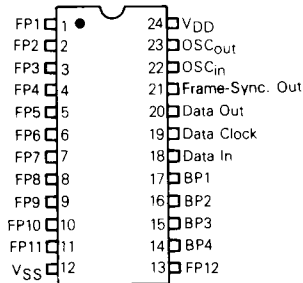 FP1 1 24 VDD
FP2 2 23 OSCout
FP3 3 22 OSCin
FP4 4 21 Frame-Sync. Out
FP5 5 20 Data Out
FP6 6 19 Data Clock
FP7 7 18 Data In
FP8 8 17 BP1
FP9 9 16 BP2
FP10 10 15 BP3
FP11 11 14 BP4
VSS 12 13 FP12